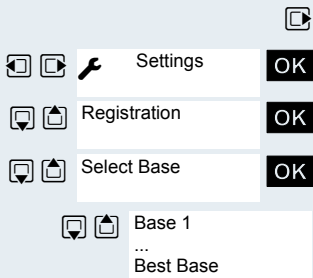 Settings OK
Registration OK
Select Base OK
Base 1
...
Best Base